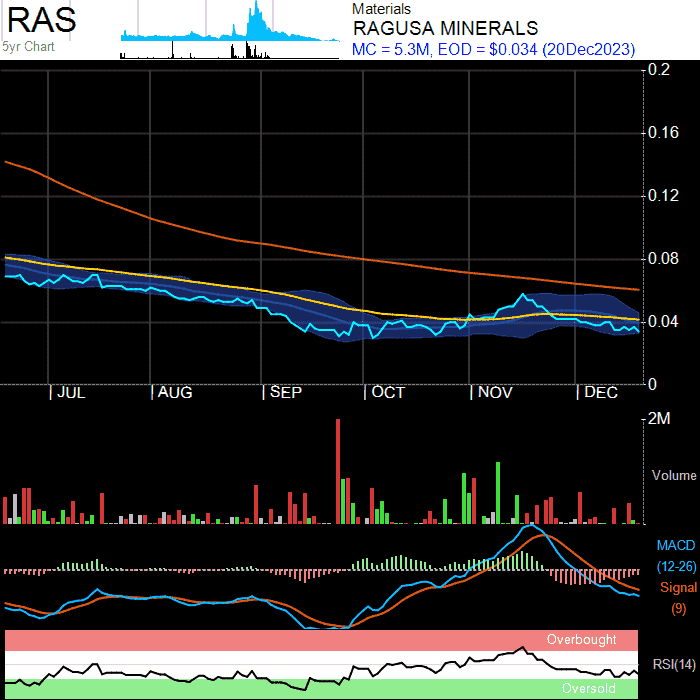 RAS
5yr Chart
Materials
RAGUSA MINERALS
MC = 5.3M, EOD = $0.034 (20Dec2023)
0.2
0.16
0.12
0.08
0.04
0
JUL AUG SEP OCT NOV DEC
2M
Volume
MACD
(12-26)
Signal
(9)
Overbought
RSI(14)
Oversold